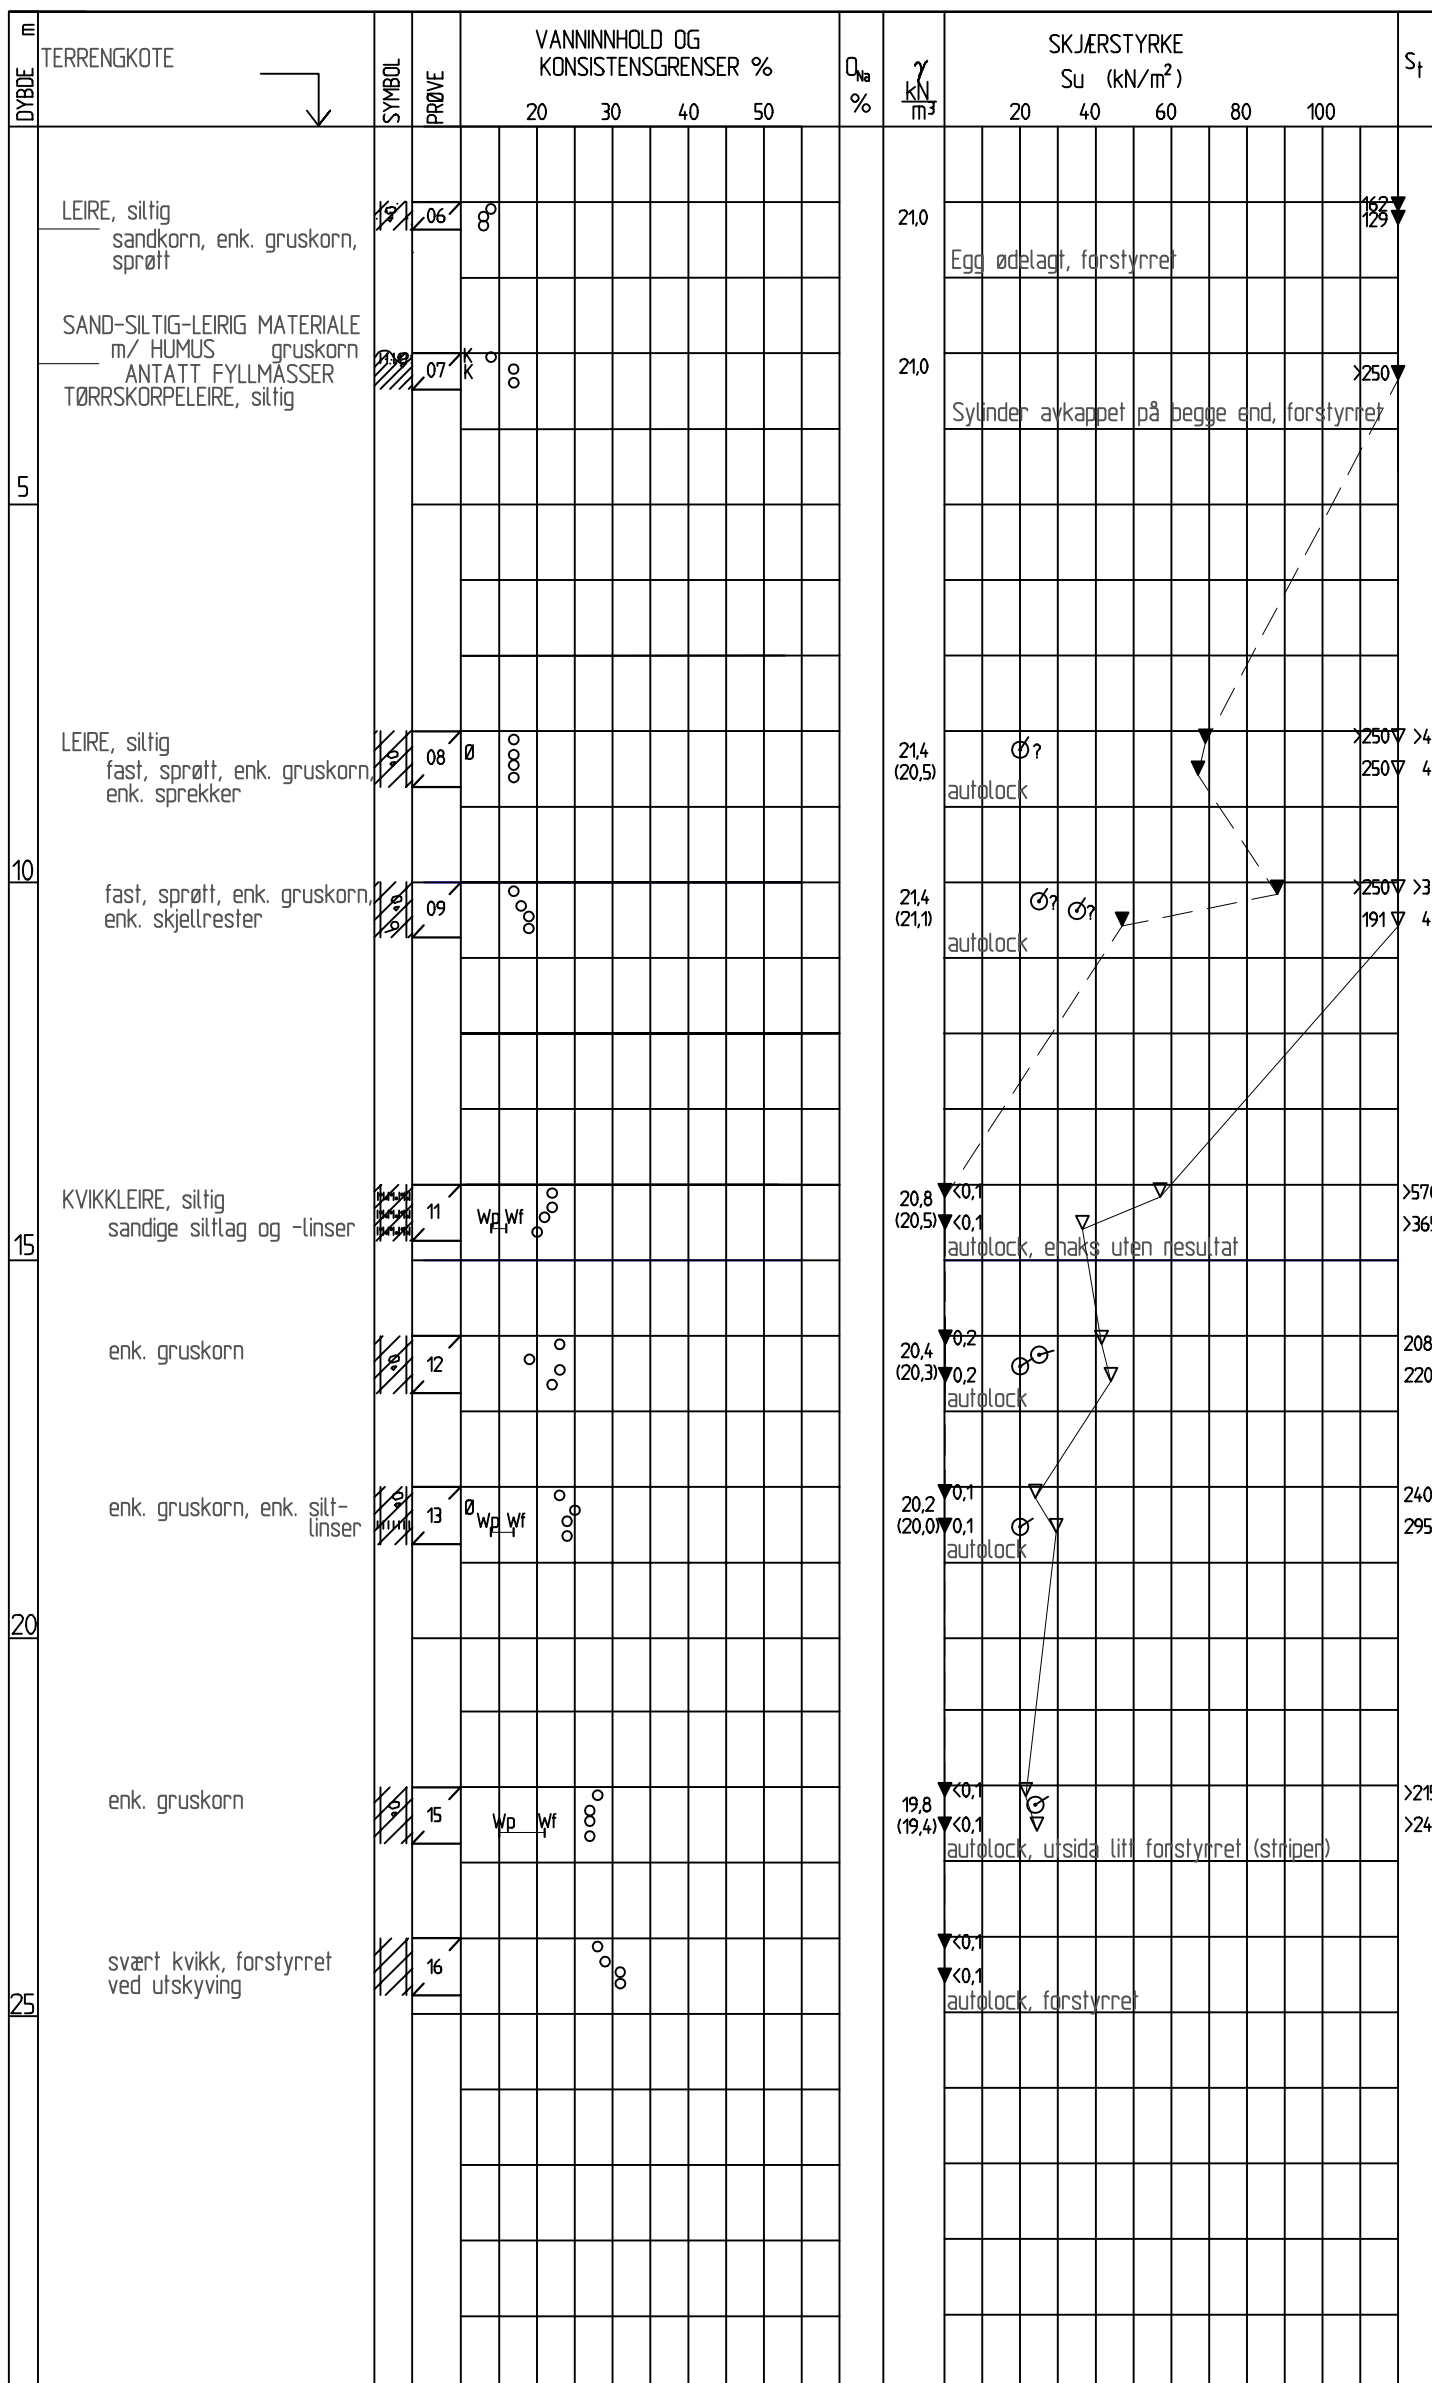 DYBDE m
TERRENGKOTE
SYMBOL
PRØVE
VANNINNHOLD OG
KONSISTENSGRENSER %
20 30 40 50
O Na
%
γ
kN
m³
SKJÆRSTYRKE
Su (kN/m²)
20 40 60 80 100
St
LEIRE, siltig
sandkorn, enk. gruskorn,
sprøtt
06
21,0
162
129
Egg ødelagt, forstyrret
SAND-SILTIG-LEIRIG MATERIALE
m/ HUMUS gruskorn
ANTATT FYLLMASSER
TØRRSKORPELEIRE, siltig
07
K
K
21,0
>250
Sylinder avkappet på begge end, forstyrret
5
LEIRE, siltig
fast, sprøtt, enk. gruskorn,
enk. sprekker
08
Ø
21,4
(20,5)
?
>250 >4
250 4
autolock
10
fast, sprøtt, enk. gruskorn,
enk. skjellrester
09
21,4
(21,1)
? ?
>250 >3
191 4
autolock
KVIKKLEIRE, siltig
sandige siltlag og -linser
11
Wp Wf
20,8
(20,5)
<0,1 >570
<0,1 >365
autolock, enaks uten resultat
15
enk. gruskorn
12
20,4
(20,3)
0,2 208
0,2 220
autolock
enk. gruskorn, enk. silt-
linser
13
Ø
Wp Wf
20,2
(20,0)
0,1 240
0,1 295
autolock
20
enk. gruskorn
15
Wp Wf
19,8
(19,4)
<0,1 >215
<0,1 >24
autolock, utsida litt forstyrret (striper)
svært kvikk, forstyrret
ved utskyving
16
<0,1
<0,1
autolock, forstyrret
25